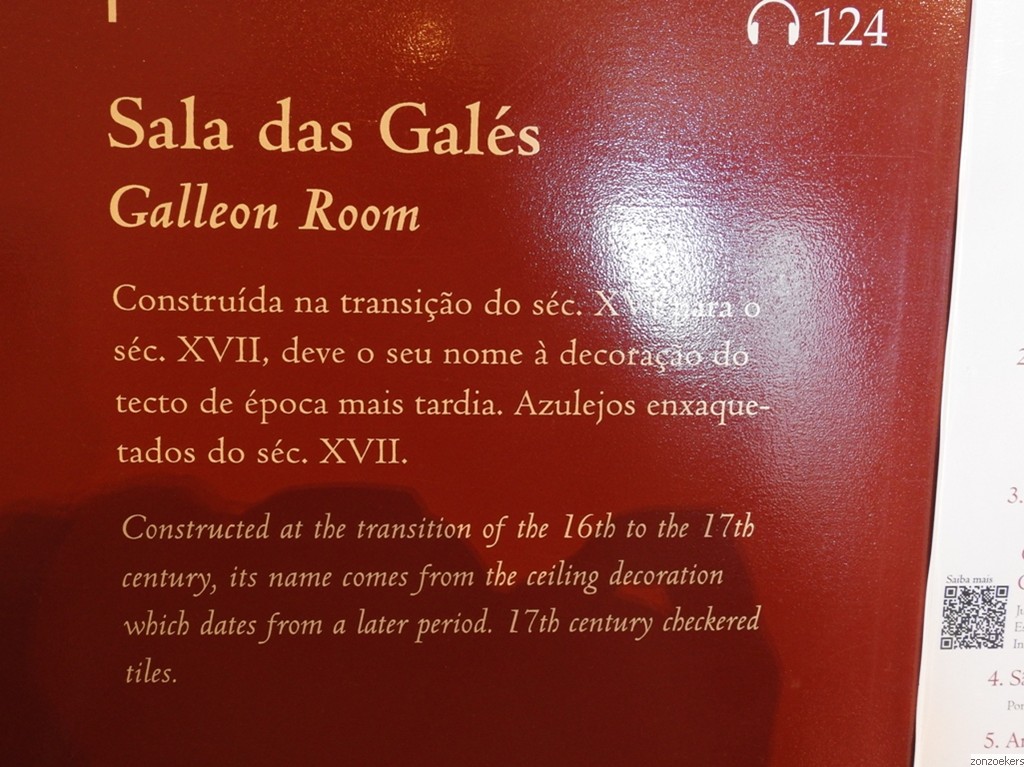 124
Sala das Galés
Galleon Room
Construída na transição do séc. XVI para o
séc. XVII, deve o seu nome à decoração do
tecto de época mais tardia. Azulejos enxaque-
tados do séc. XVII.
Constructed at the transition of the 16th to the 17th
century, its name comes from the ceiling decoration
which dates from a later period. 17th century checkered
tiles.
3.
Saiba mais
4.
5.
zonzoekers